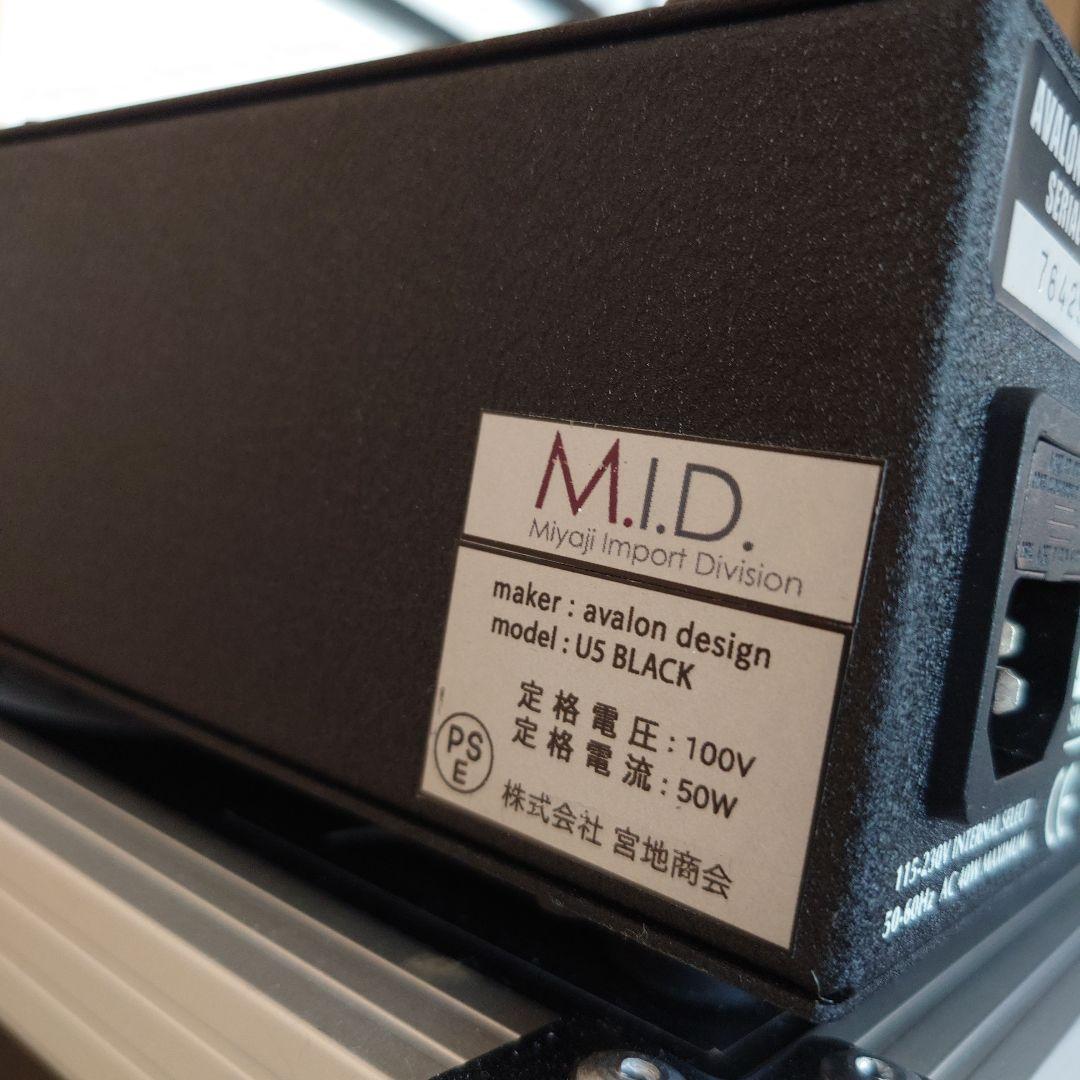 M.I.D.
Miyaji Import Division
maker : avalon design
model : U5 BLACK
定格電圧 : 100V
定格電流 : 50W
PS
E
株式会社 宮地商会
AVALON
SERIAL
7642
115-230V INTERNAL SELECT
50-60Hz AC 40W MAXIMUM